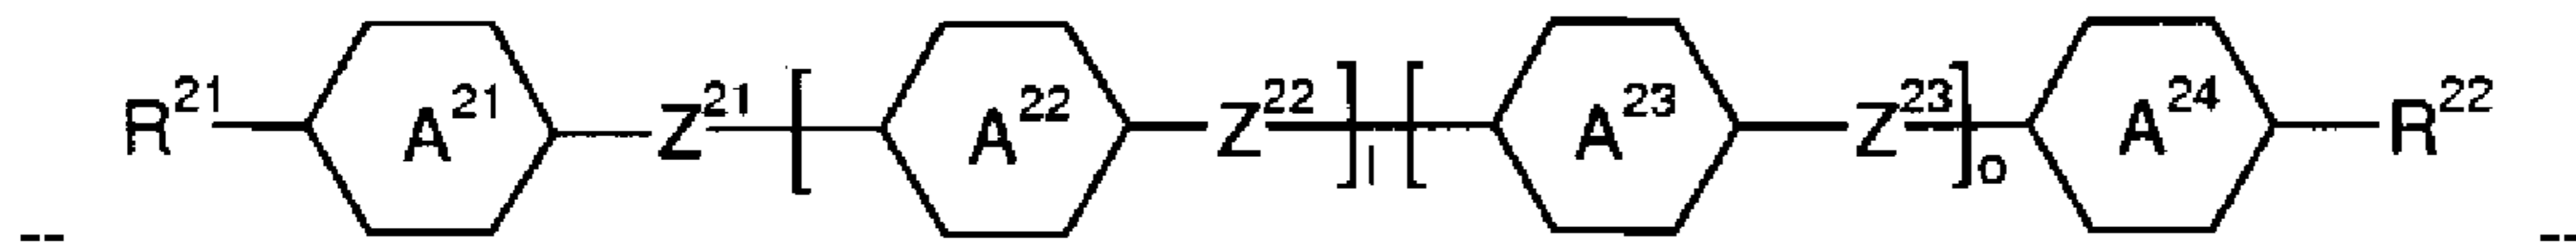 R²¹ A²¹ Z²¹ [ A²² Z²² ]l [ A²³ Z²³ ]o A²⁴ R²²
-- --